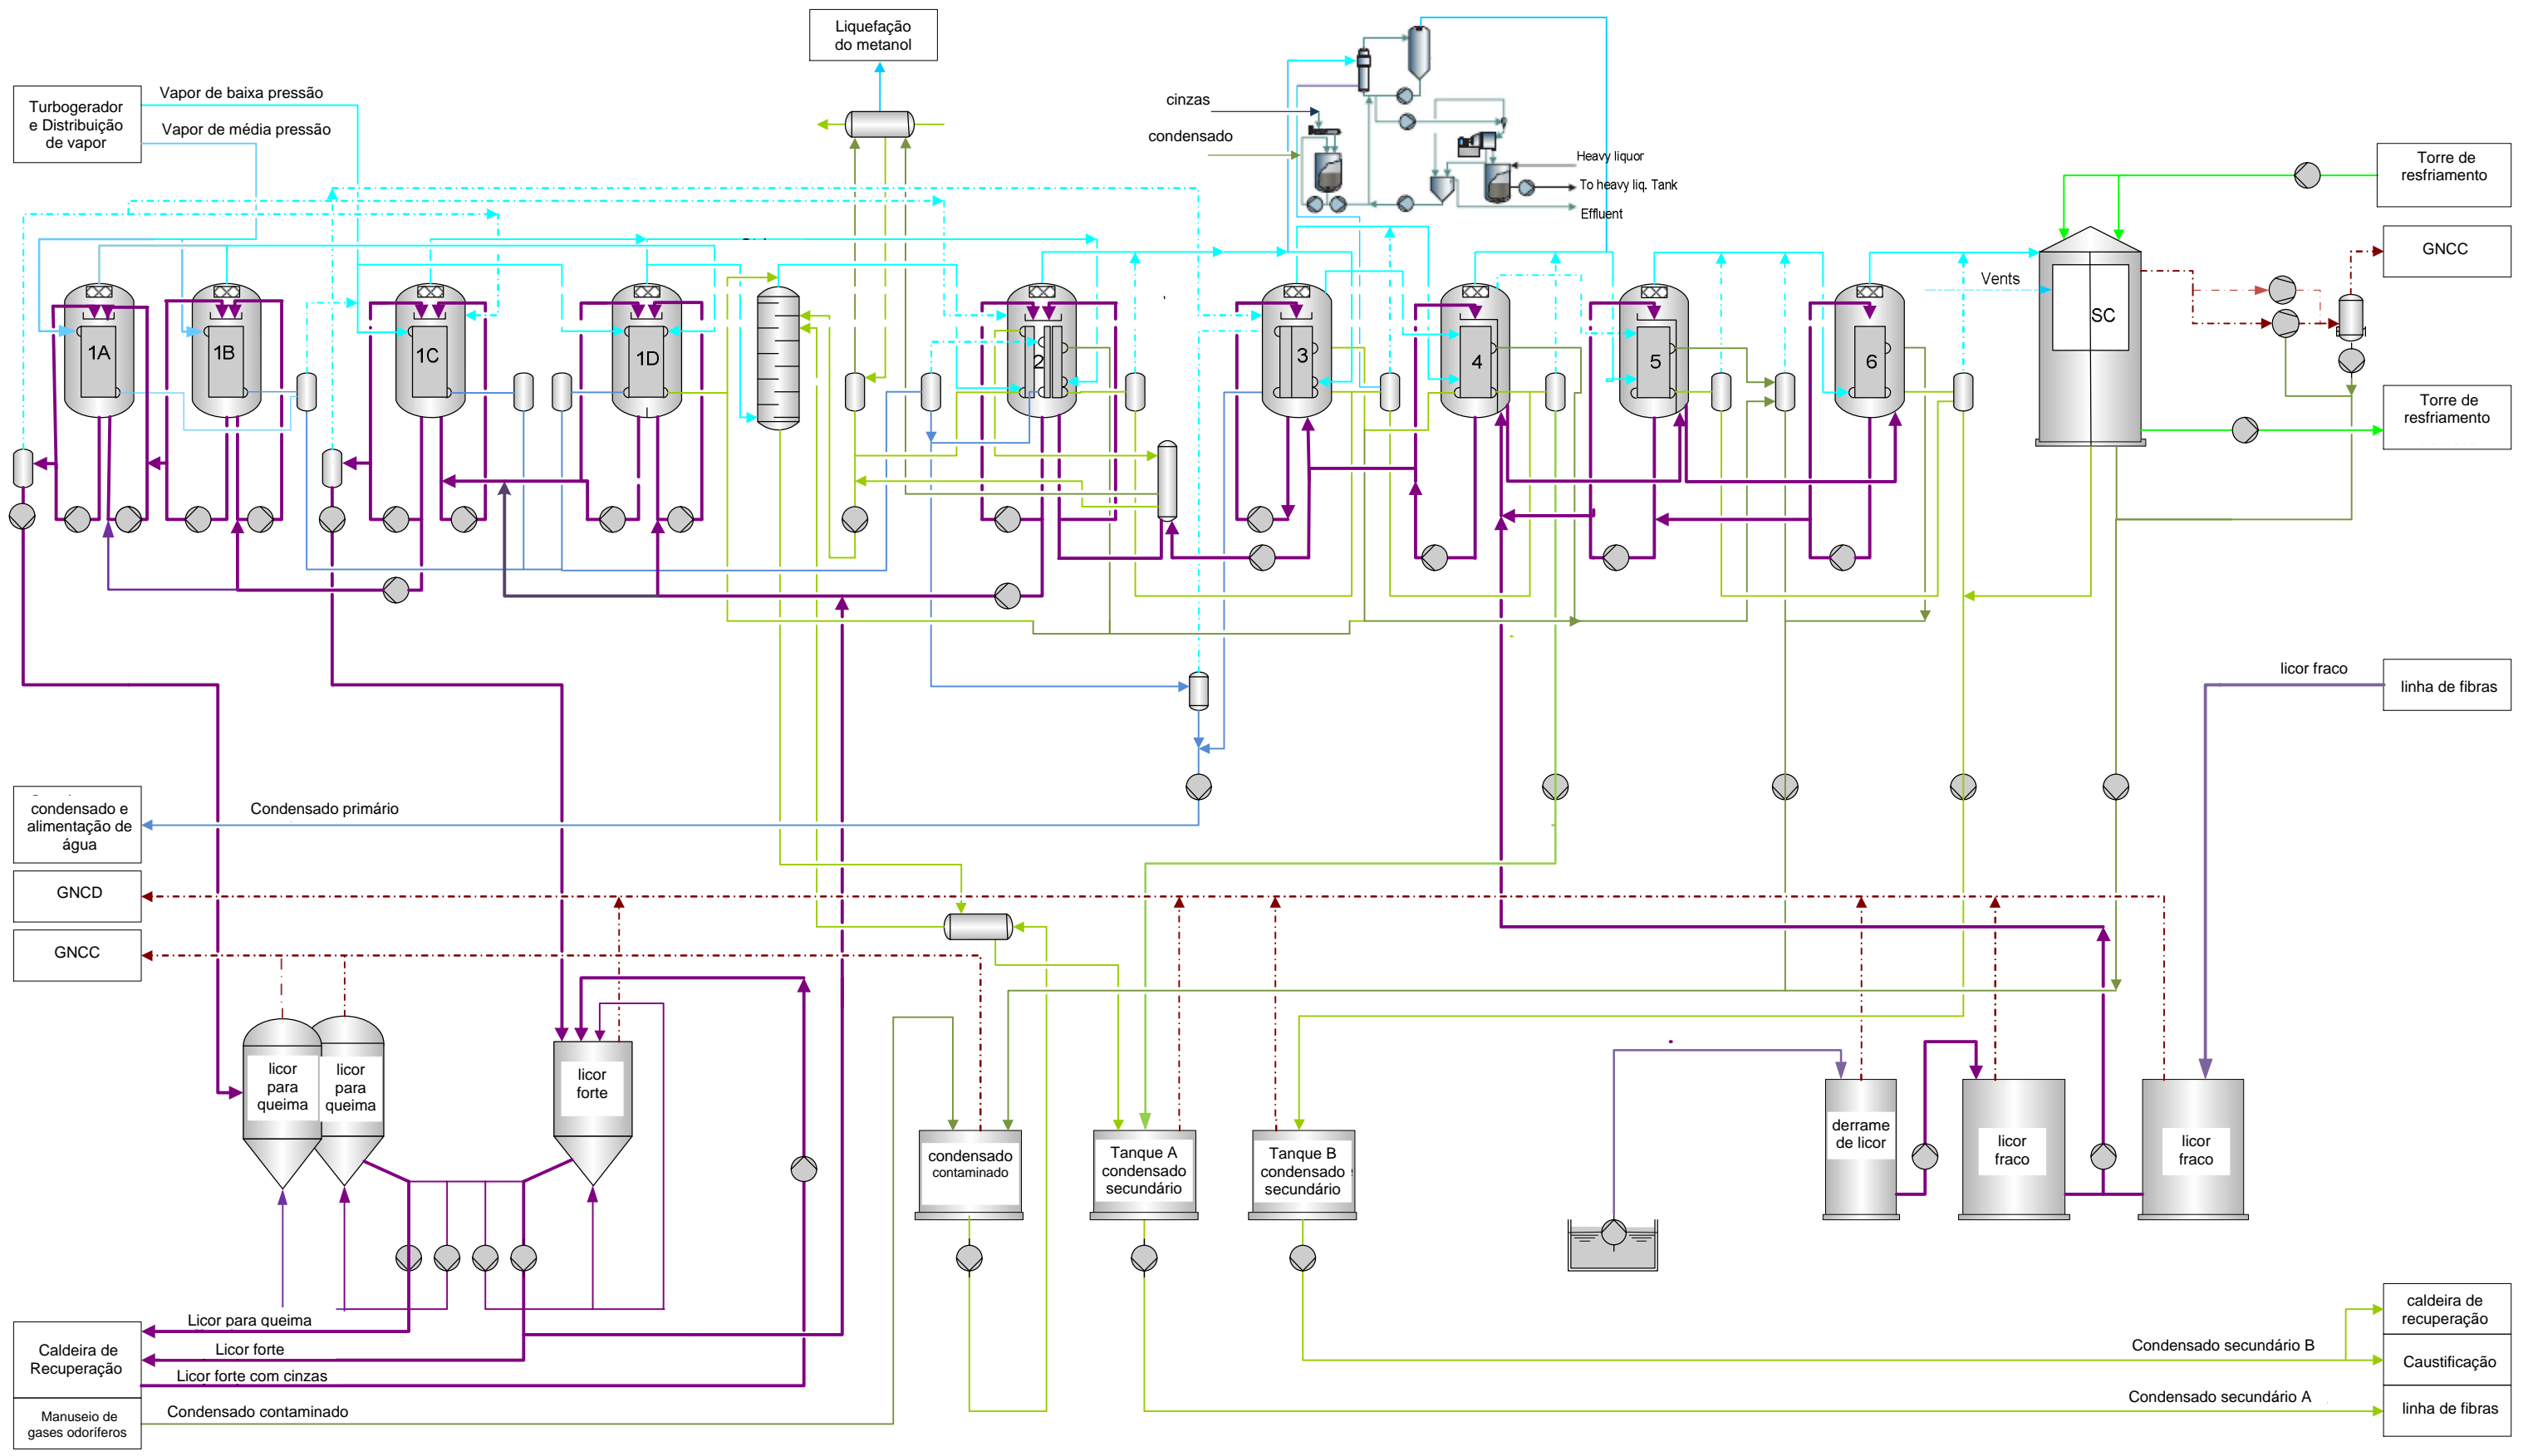 Liquefação
do metanol
Turbogerador
e Distribuição
de vapor
Vapor de baixa pressão
Vapor de média pressão
cinzas
condensado
Heavy liquor
To heavy liq. Tank
Effluent
Torre de
resfriamento
GNCC
Vents
SC
1A
1B
1C
1D
2
3
4
5
6
Torre de
resfriamento
licor fraco
linha de fibras
condensado e
alimentação de
água
Condensado primário
GNCD
GNCC
licor
para
queima
licor
para
queima
licor
forte
condensado
contaminado
Tanque A
condensado
secundário
Tanque B
condensado
secundário
derrame
de licor
licor
fraco
licor
fraco
Caldeira de
Recuperação
Licor para queima
Licor forte
Licor forte com cinzas
Manuseio de
gases odoríferos
Condensado contaminado
caldeira de
recuperação
Condensado secundário B
Caustificação
Condensado secundário A
linha de fibras